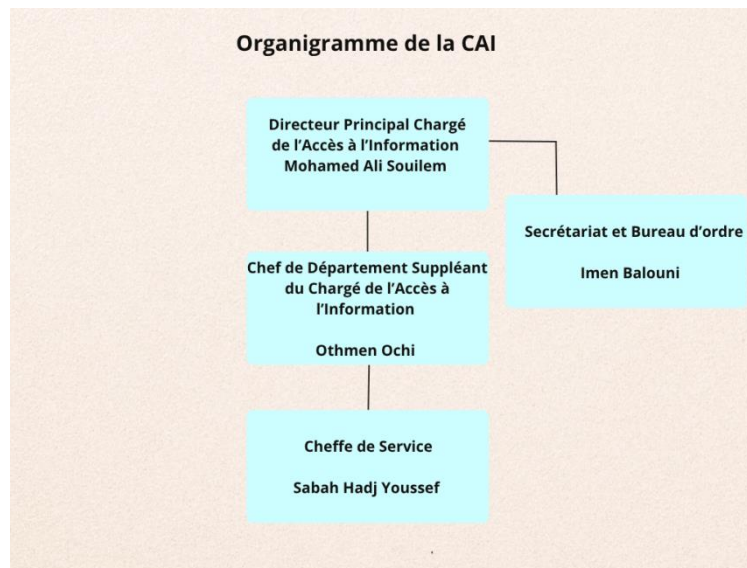 Organigramme de la CAI
Directeur Principal Chargé
de l'Accès à l'Information
Mohamed Ali Souilem
Secrétariat et Bureau d'ordre
Imen Balouni
Chef de Département Suppléant
du Chargé de l'Accès à
l'Information
Othmen Ochi
Cheffe de Service
Sabah Hadj Youssef